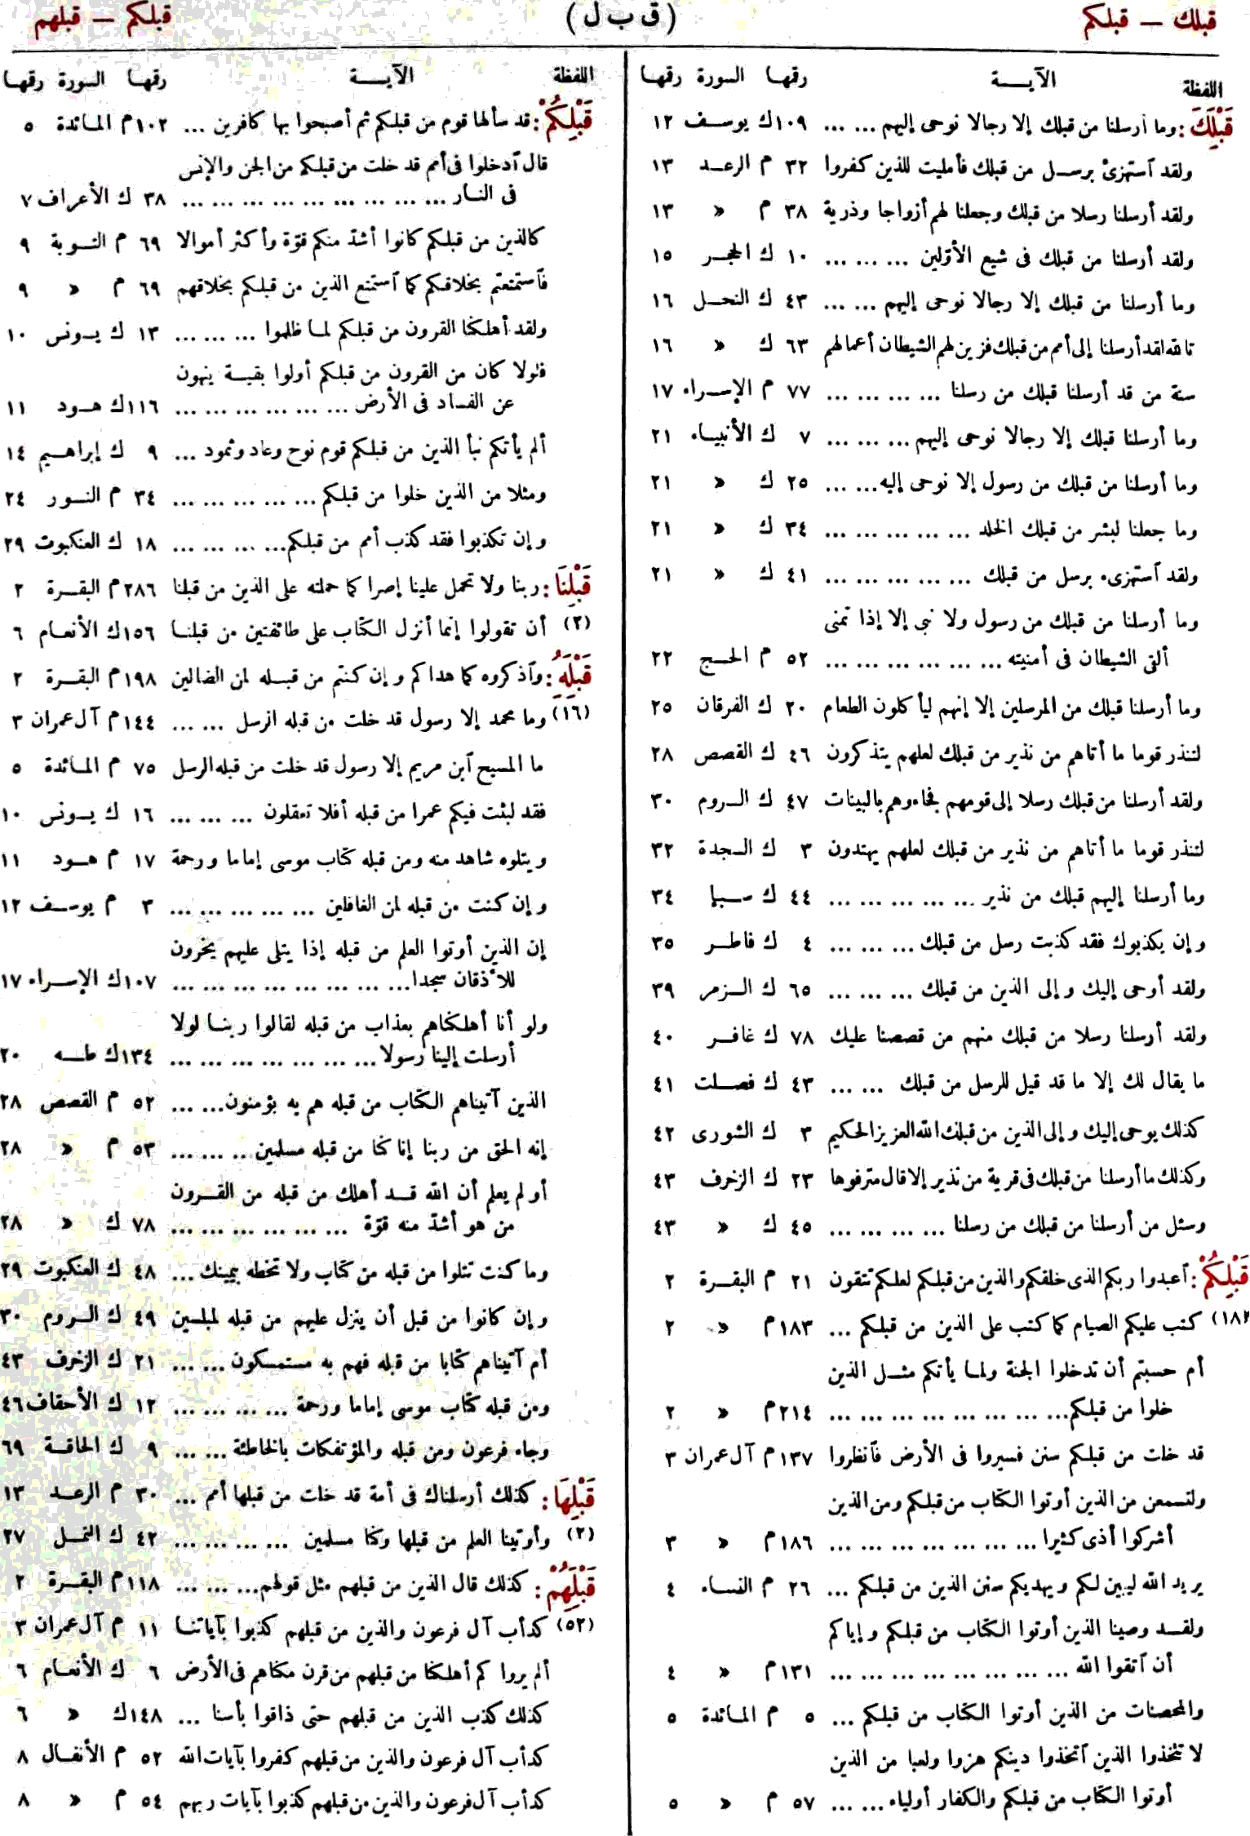 قبلك — قبلكم
(ق ب ل)
قبلكم — قبلهم
اللفظة الآيـــة رقمها السورة رقمها
قَبْلِكَ: وما أرسلنا من قبلك إلا رجالا نوحى إليهم ... ... ١٠٩ك يوسف ١٢
ولقد آستهزئ برسل من قبلك فأمليت للذين كفروا ٣٢ م الرعد ١٣
ولقد أرسلنا رسلا من قبلك وجعلنا لهم أزواجا وذرية ٣٨ م » ١٣
ولقد أرسلنا من قبلك فى شيع الأولين ... ... ... ١٠ ك الحجر ١٥
وما أرسلنا من قبلك إلا رجالا نوحى إليهم ... ... ٤٣ ك النحل ١٦
تالله لقد أرسلنا إلى أمم من قبلك فزين لهم الشيطان أعمالهم ٦٣ ك » ١٦
سنة من قد أرسلنا قبلك من رسلنا ... ... ... ... ٧٧ م الإسراء ١٧
وما أرسلنا قبلك إلا رجالا نوحى إليهم ... ... ... ٧ ك الأنبياء ٢١
وما أرسلنا من قبلك من رسول إلا نوحى إليه... ... ٢٥ ك » ٢١
وما جعلنا لبشر من قبلك الخلد ... ... ... ... ... ٣٤ ك » ٢١
ولقد آستهزىء برسل من قبلك ... ... ... ... ... ٤١ ك » ٢١
وما أرسلنا من قبلك من رسول ولا نبى إلا إذا تمنى
ألقى الشيطان فى أمنيته ... ... ... ... ... ... ٥٢ م الحج ٢٢
وما أرسلنا قبلك من المرسلين إلا إنهم ليأكلون الطعام ٢٠ ك الفرقان ٢٥
لتنذر قوما ما أتاهم من نذير من قبلك لعلهم يتذكرون ٤٦ ك القصص ٢٨
ولقد أرسلنا من قبلك رسلا إلى قومهم فجاءوهم بالبينات ٤٧ ك الروم ٣٠
لتنذر قوما ما أتاهم من نذير من قبلك لعلهم يهتدون ٣ ك السجدة ٣٢
وما أرسلنا إليهم قبلك من نذير ... ... ... ... ... ٤٤ ك سبإ ٣٤
وإن يكذبوك فقد كذبت رسل من قبلك ... ... ... ٤ ك فاطر ٣٥
ولقد أوحى إليك وإلى الذين من قبلك ... ... ... ٦٥ ك الزمر ٣٩
ولقد أرسلنا رسلا من قبلك منهم من قصصنا عليك ٧٨ ك غافر ٤٠
ما يقال لك إلا ما قد قيل للرسل من قبلك ... ... ٤٣ ك فصلت ٤١
كذلك يوحى إليك وإلى الذين من قبلك الله العزيز الحكيم ٣ ك الشورى ٤٢
وكذلك ما أرسلنا من قبلك فى قرية من نذير إلا قال مترفوها ٢٣ ك الزخرف ٤٣
وسئل من أرسلنا من قبلك من رسلنا ... ... ... ... ٤٥ ك » ٤٣
قَبْلِكُمْ: آعبدوا ربكم الذى خلقكم والذين من قبلكم لعلكم تتقون ٢١ م البقرة ٢
كتب عليكم الصيام كما كتب على الذين من قبلكم ... ١٨٣م » ٢
أم حسبتم أن تدخلوا الجنة ولما يأتكم مثل الذين
خلوا من قبلكم... ... ... ... ... ... ... ... ... ٢١٤م » ٢
قد خلت من قبلكم سنن فسيروا فى الأرض فآنظروا ١٣٧م آل عمران ٣
ولتسمعن من الذين أوتوا الكتاب من قبلكم ومن الذين
أشركوا أذى كثيرا ... ... ... ... ... ... ... ١٨٦م » ٣
يريد الله ليبين لكم ويهديكم سنن الذين من قبلكم ... ٢٦ م النساء ٤
ولقد وصينا الذين أوتوا الكتاب من قبلكم وإياكم
أن آتقوا الله ... ... ... ... ... ... ... ... ١٣١م » ٤
والمحصنات من الذين أوتوا الكتاب من قبلكم ... ٥ م المائدة ٥
لا تتخذوا الذين آتخذوا دينكم هزوا ولعبا من الذين
أوتوا الكتاب من قبلكم والكفار أولياء... ... ... ٥٧ م » ٥
اللفظة الآيـــة رقمها السورة رقمها
قَبْلِكُمْ: قد سألها قوم من قبلكم ثم أصبحوا بها كافرين ... ١٠٢م المائدة ٥
قال آدخلوا فى أمم قد خلت من قبلكم من الجن والإنس
فى النار ... ... ... ... ... ... ... ... ... ٣٨ ك الأعراف ٧
كالذين من قبلكم كانوا أشد منكم قوة وأكثر أموالا ٦٩ م التوبة ٩
فآستمتعتم بخلاقكم كما آستمتع الذين من قبلكم بخلاقهم ٦٩ م » ٩
ولقد أهلكنا القرون من قبلكم لما ظلموا ... ... ... ١٣ ك يونس ١٠
فلولا كان من القرون من قبلكم أولوا بقية ينهون
عن الفساد فى الأرض ... ... ... ... ... ... ١١٦ك هود ١١
ألم يأتكم نبأ الذين من قبلكم قوم نوح وعاد وثمود ... ٩ ك إبراهيم ١٤
ومثلا من الذين خلوا من قبلكم ... ... ... ... ... ٣٤ م النور ٢٤
وإن تكذبوا فقد كذب أمم من قبلكم... ... ... ... ١٨ ك العنكبوت ٢٩
قَبْلِنَا: ربنا ولا تحمل علينا إصرا كما حملته على الذين من قبلنا ٢٨٦م البقرة ٢
(٢) أن تقولوا إنما أنزل الكتاب على طائفتين من قبلنا ١٥٦ك الأنعام ٦
قَبْلِهِ: وآذكروه كما هداكم وإن كنتم من قبله لمن الضالين ١٩٨م البقرة ٢
(١٦) وما محمد إلا رسول قد خلت من قبله الرسل ... ... ١٤٤م آل عمران ٣
ما المسيح آبن مريم إلا رسول قد خلت من قبله الرسل ٧٥ م المائدة ٥
فقد لبثت فيكم عمرا من قبله أفلا تعقلون ... ... ... ١٦ ك يونس ١٠
ويتلوه شاهد منه ومن قبله كتاب موسى إماما ورحمة ١٧ م هود ١١
وإن كنت من قبله لمن الغافلين ... ... ... ... ... ٣ م يوسف ١٢
إن الذين أوتوا العلم من قبله إذا يتلى عليهم يخرون
للأذقان سجدا... ... ... ... ... ... ... ... ١٠٧ك الإسراء ١٧
ولو أنا أهلكناهم بعذاب من قبله لقالوا ربنا لولا
أرسلت إلينا رسولا ... ... ... ... ... ... ... ١٣٤ك طه ٢٠
الذين آتيناهم الكتاب من قبله هم به يؤمنون... ... ... ٥٢ م القصص ٢٨
إنه الحق من ربنا إنا كنا من قبله مسلمين ... ... ... ٥٣ م » ٢٨
أو لم يعلم أن الله قد أهلك من قبله من القرون
من هو أشد منه قوة ... ... ... ... ... ... ٧٨ ك » ٢٨
وما كنت تتلوا من قبله من كتاب ولا تخطه بيمينك ... ٤٨ ك العنكبوت ٢٩
وإن كانوا من قبل أن ينزل عليهم من قبله لمبلسين ٤٩ ك الروم ٣٠
أم آتيناهم كتابا من قبله فهم به مستمسكون ... ... ... ٢١ ك الزخرف ٤٣
ومن قبله كتاب موسى إماما ورحمة ... ... ... ... ١٢ ك الأحقاف ٤٦
وجاء فرعون ومن قبله والمؤتفكات بالخاطئة ... ... ٩ ك الحاقة ٦٩
قَبْلِهَا: كذلك أرسلناك فى أمة قد خلت من قبلها أمم ... ٣٠ م الرعد ١٣
(٢) وأوتينا العلم من قبلها وكنا مسلمين ... ... ... ... ٤٢ ك النمل ٢٧
قَبْلِهِمْ: كذلك قال الذين من قبلهم مثل قولهم... ... ... ١١٨م البقرة ٢
(٥٢) كدأب آل فرعون والذين من قبلهم كذبوا بآياتنا ١١ م آل عمران ٣
ألم يروا كم أهلكنا من قبلهم من قرن مكناهم فى الأرض ٦ ك الأنعام ٦
كذلك كذب الذين من قبلهم حتى ذاقوا بأسنا ... ١٤٨ك » ٦
كدأب آل فرعون والذين من قبلهم كفروا بآيات الله ٥٢ م الأنفال ٨
كدأب آل فرعون والذين من قبلهم كذبوا بآيات ربهم ٥٤ م » ٨